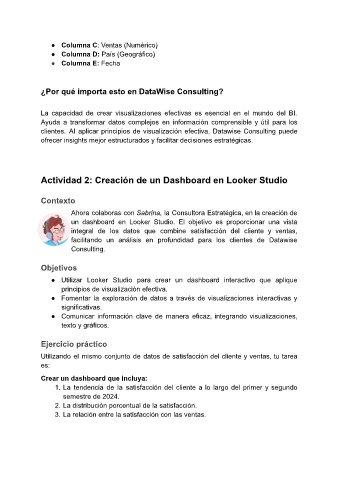 ● Columna C: Ventas (Numérico)
● Columna D: País (Geográfico)
● Columna E: Fecha
¿Por qué importa esto en DataWise Consulting?
La capacidad de crear visualizaciones efectivas es esencial en el mundo del BI.
Ayuda a transformar datos complejos en información comprensible y útil para los
clientes. Al aplicar principios de visualización efectiva, Datawise Consulting puede
ofrecer insights mejor estructurados y facilitar decisiones estratégicas.
Actividad 2: Creación de un Dashboard en Looker Studio
Contexto
Ahora colaboras con Sabrina, la Consultora Estratégica, en la creación de
un dashboard en Looker Studio. El objetivo es proporcionar una vista
integral de los datos que combine satisfacción del cliente y ventas,
facilitando un análisis en profundidad para los clientes de Datawise
Consulting.
Objetivos
● Utilizar Looker Studio para crear un dashboard interactivo que aplique
principios de visualización efectiva.
● Fomentar la exploración de datos a través de visualizaciones interactivas y
significativas.
● Comunicar información clave de manera eficaz, integrando visualizaciones,
texto y gráficos.
Ejercicio práctico
Utilizando el mismo conjunto de datos de satisfacción del cliente y ventas, tu tarea
es:
Crear un dashboard que incluya:
1. La tendencia de la satisfacción del cliente a lo largo del primer y segundo
semestre de 2024.
2. La distribución porcentual de la satisfacción.
3. La relación entre la satisfacción con las ventas.